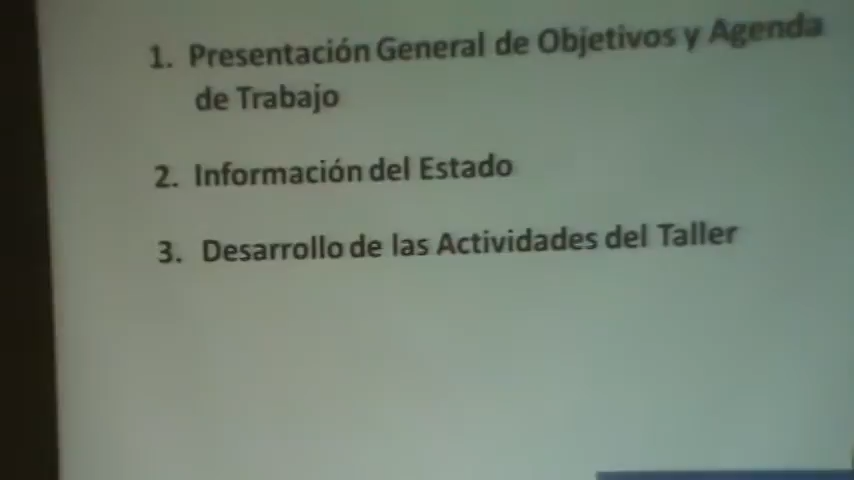 1. Presentación General de Objetivos y Agenda
de Trabajo
2. Información del Estado
3. Desarrollo de las Actividades del Taller